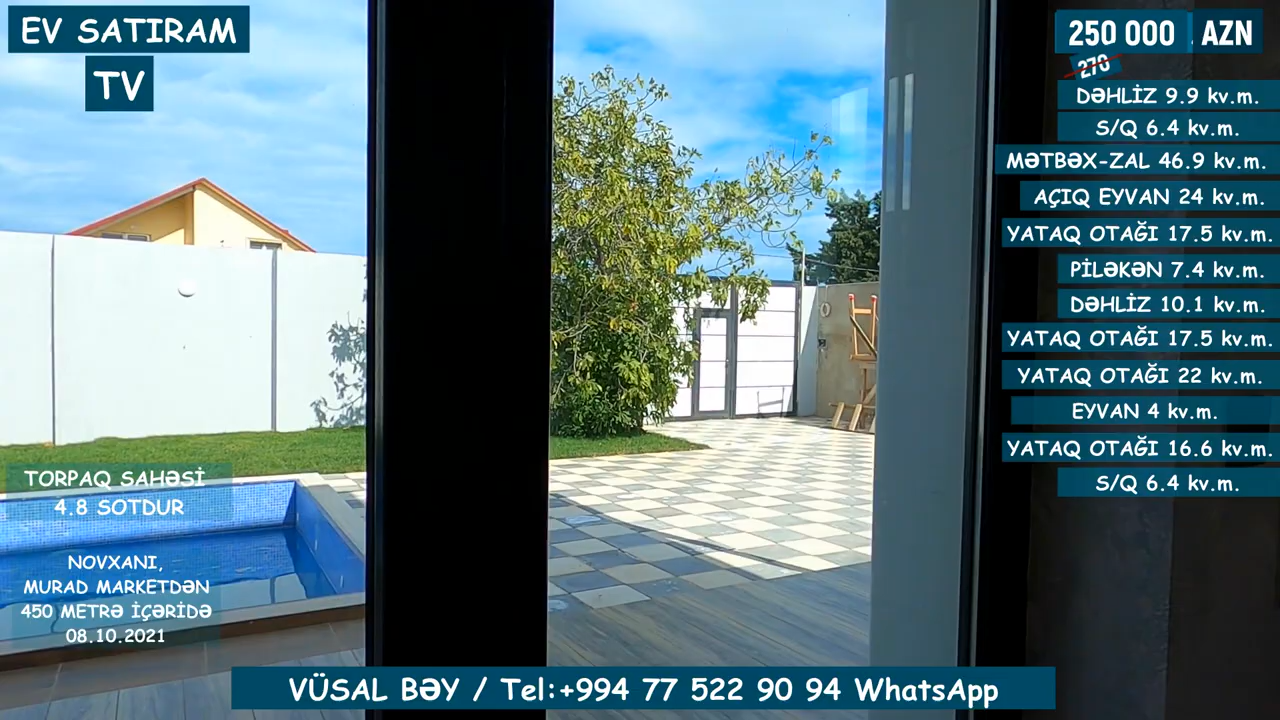 EV SATIRAM
TV
250 000 AZN
270
DƏHLİZ 9.9 kv.m.
S/Q 6.4 kv.m.
MƏTBƏX-ZAL 46.9 kv.m.
AÇIQ EYVAN 24 kv.m.
YATAQ OTAĞI 17.5 kv.m.
PİLƏKƏN 7.4 kv.m.
DƏHLİZ 10.1 kv.m.
YATAQ OTAĞI 17.5 kv.m.
YATAQ OTAĞI 22 kv.m.
EYVAN 4 kv.m.
YATAQ OTAĞI 16.6 kv.m.
S/Q 6.4 kv.m.
TORPAQ SAHƏSİ
4.8 SOTDUR
NOVXANI,
MURAD MARKETDƏN
450 METRƏ İÇƏRİDƏ
08.10.2021
VÜSAL BƏY / Tel:+994 77 522 90 94 WhatsApp